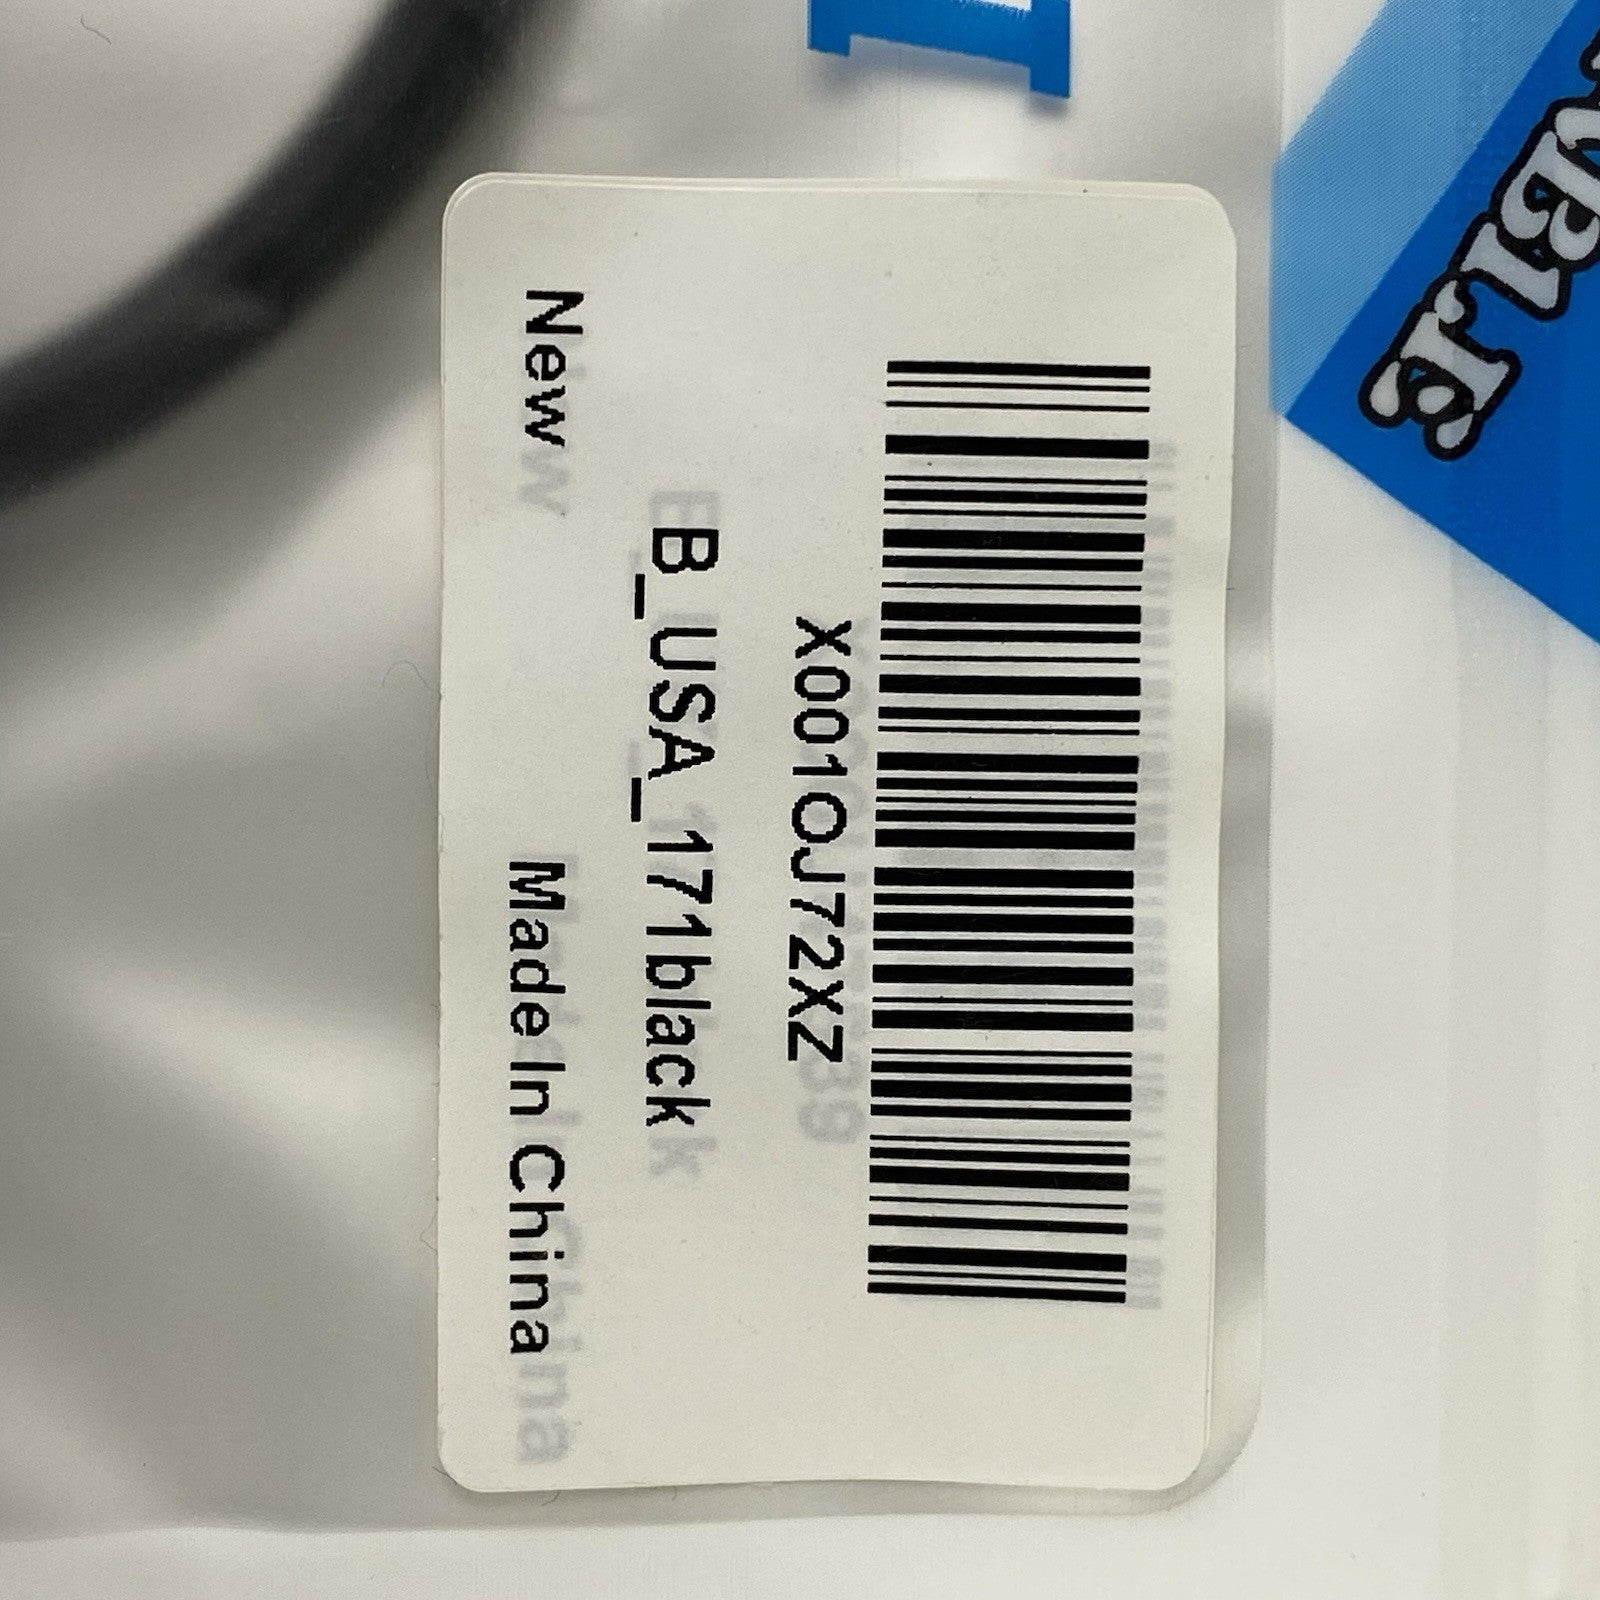 X001OJ72XZ
B_USA_171black
New
Made In China